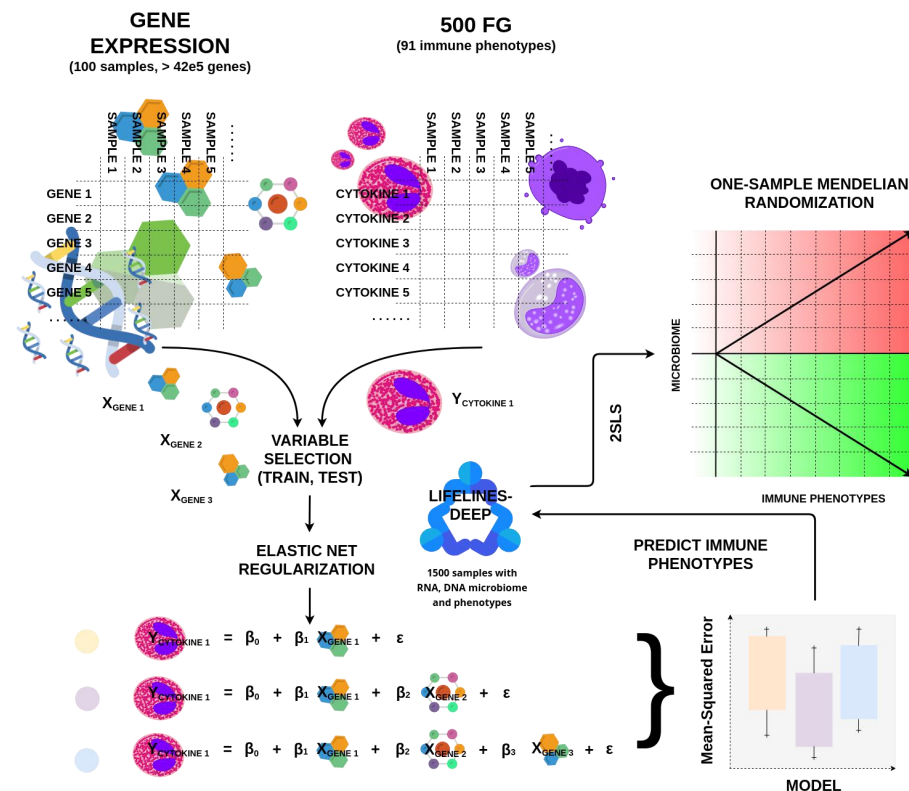 GENE
EXPRESSION
(100 samples, > 42e5 genes)
500 FG
(91 immune phenotypes)
SAMPLE 1
SAMPLE 2
SAMPLE 3
SAMPLE 4
SAMPLE 5
......
GENE 1
GENE 2
GENE 3
GENE 4
GENE 5
......
SAMPLE 1
SAMPLE 2
SAMPLE 3
SAMPLE 4
SAMPLE 5
......
CYTOKINE 1
CYTOKINE 2
CYTOKINE 3
CYTOKINE 4
CYTOKINE 5
......
ONE-SAMPLE MENDELIAN
RANDOMIZATION
MICROBIOME
IMMUNE PHENOTYPES
X GENE 1
X GENE 2
X GENE 3
Y CYTOKINE 1
VARIABLE
SELECTION
(TRAIN, TEST)
2SLS
LIFELINES-
DEEP
1500 samples with
RNA, DNA microbiome
and phenotypes
ELASTIC NET
REGULARIZATION
PREDICT IMMUNE
PHENOTYPES
Y CYTOKINE 1 = β0 + β1 X GENE 1 + ε
Y CYTOKINE 1 = β0 + β1 X GENE 1 + β2 X GENE 2 + ε
Y CYTOKINE 1 = β0 + β1 X GENE 1 + β2 X GENE 2 + β3 X GENE 3 + ε
}
Mean-Squared Error
MODEL